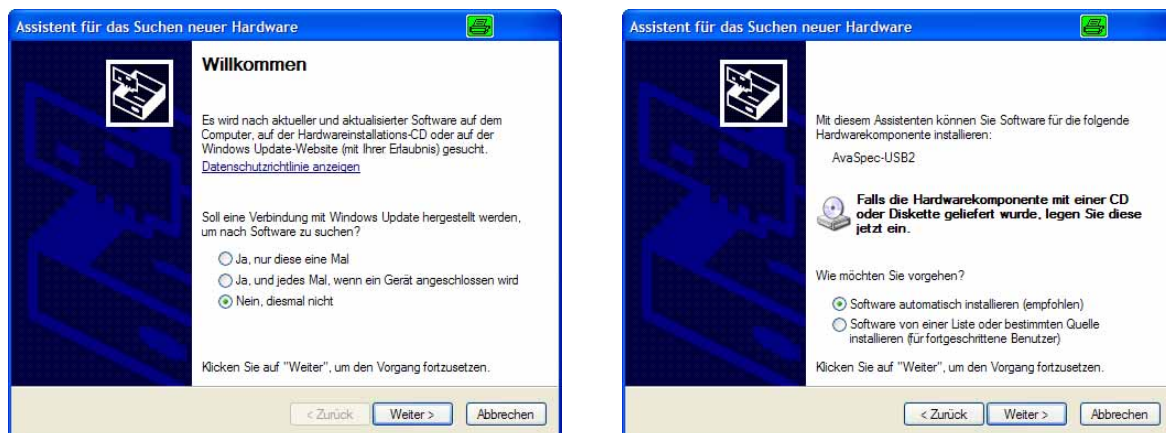 Assistent für das Suchen neuer Hardware
Willkommen
Es wird nach aktueller und aktualisierter Software auf dem
Computer, auf der Hardwareinstallations-CD oder auf der
Windows Update-Website (mit Ihrer Erlaubnis) gesucht.
Datenschutzrichtlinie anzeigen
Soll eine Verbindung mit Windows Update hergestellt werden,
um nach Software zu suchen?
Ja, nur diese eine Mal
Ja, und jedes Mal, wenn ein Gerät angeschlossen wird
Nein, diesmal nicht
Klicken Sie auf "Weiter", um den Vorgang fortzusetzen.
< Zurück
Weiter >
Abbrechen
Assistent für das Suchen neuer Hardware
Mit diesem Assistenten können Sie Software für die folgende
Hardwarekomponente installieren:
AvaSpec-USB2
Falls die Hardwarekomponente mit einer CD
oder Diskette geliefert wurde, legen Sie diese
jetzt ein.
Wie möchten Sie vorgehen?
Software automatisch installieren (empfohlen)
Software von einer Liste oder bestimmten Quelle
installieren (für fortgeschrittene Benutzer)
Klicken Sie auf "Weiter", um den Vorgang fortzusetzen.
< Zurück
Weiter >
Abbrechen